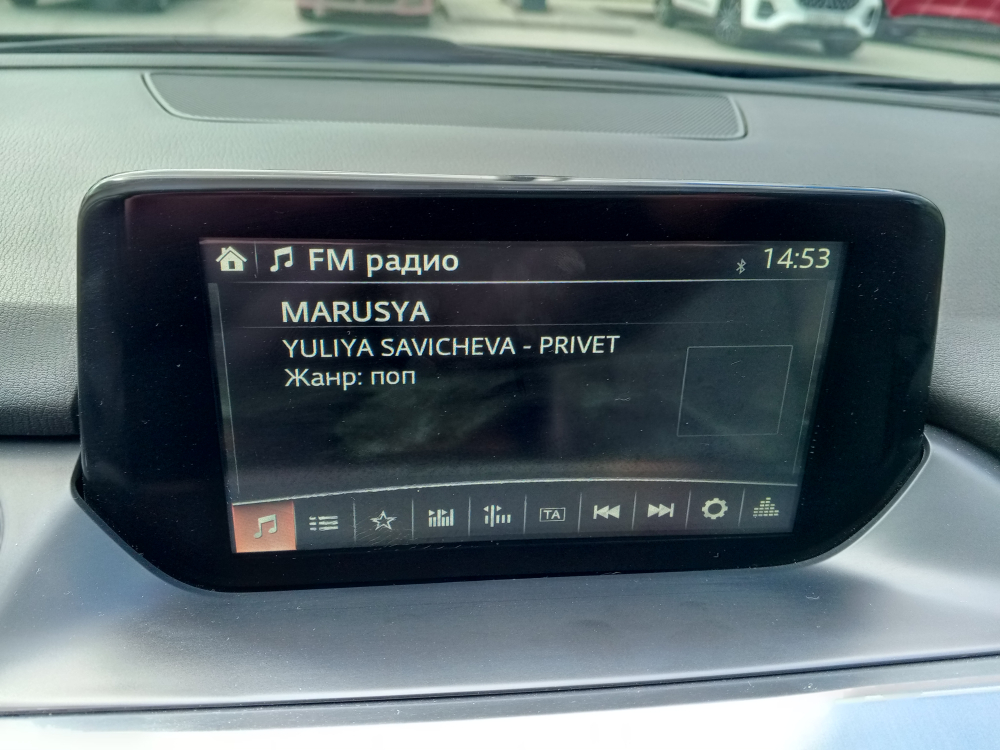 FM радио
14:53
MARUSYA
YULIYA SAVICHEVA - PRIVET
Жанр: поп
TA